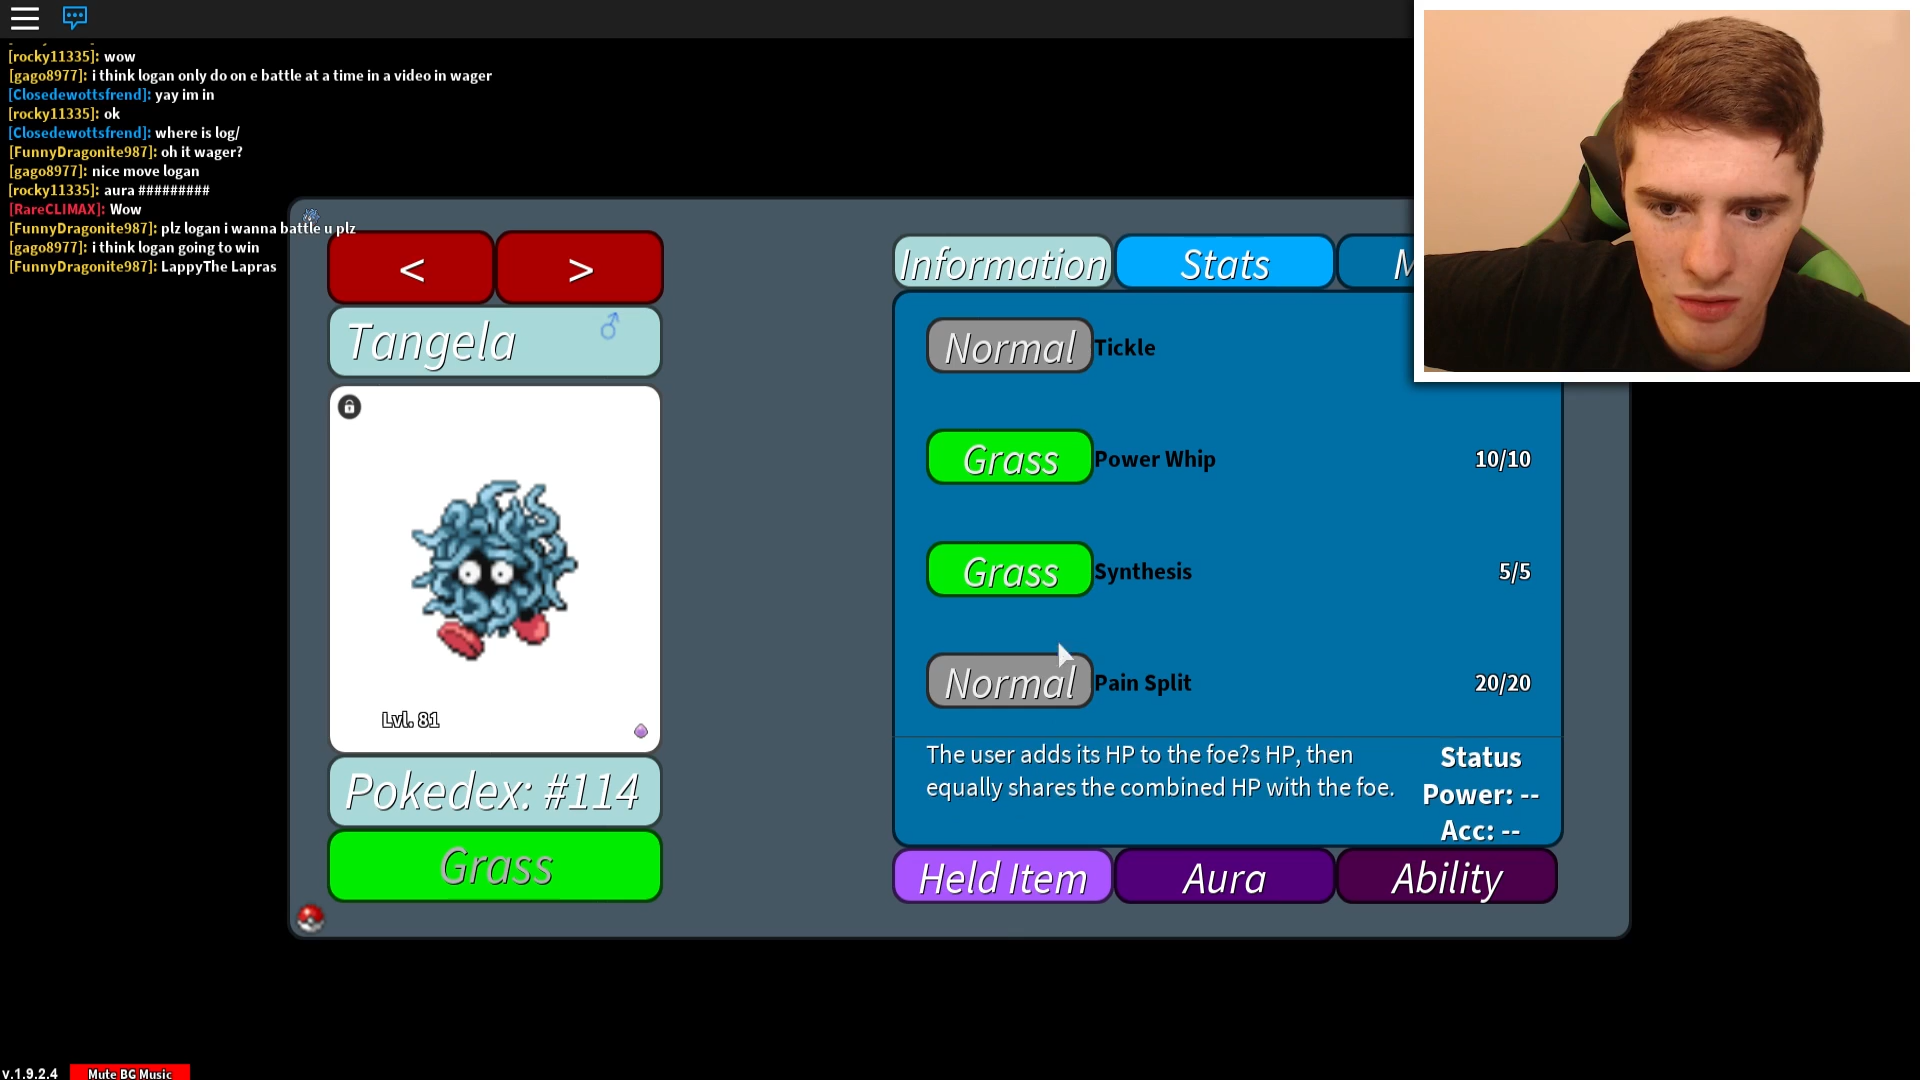 [rocky11335]: wow
[gago8977]: i think logan only do on e battle at a time in a video in wager
[Closedewottsfrend]: yay im in
[rocky11335]: ok
[Closedewottsfrend]: where is log/
[FunnyDragonite987]: oh it wager?
[gago8977]: nice move logan
[rocky11335]: aura #########
[RareCLIMAX]: Wow
[FunnyDragonite987]: plz logan i wanna battle u plz
[gago8977]: i think logan going to win
[FunnyDragonite987]: LappyThe Lapras
< >
Tangela
Lvl. 81
Pokedex: #114
Grass
Information Stats M
Normal Tickle
Grass Power Whip 10/10
Grass Synthesis 5/5
Normal Pain Split 20/20
The user adds its HP to the foe?s HP, then
equally shares the combined HP with the foe.
Status
Power: --
Acc: --
Held Item Aura Ability
v.1.9.2.4 Mute BG Music